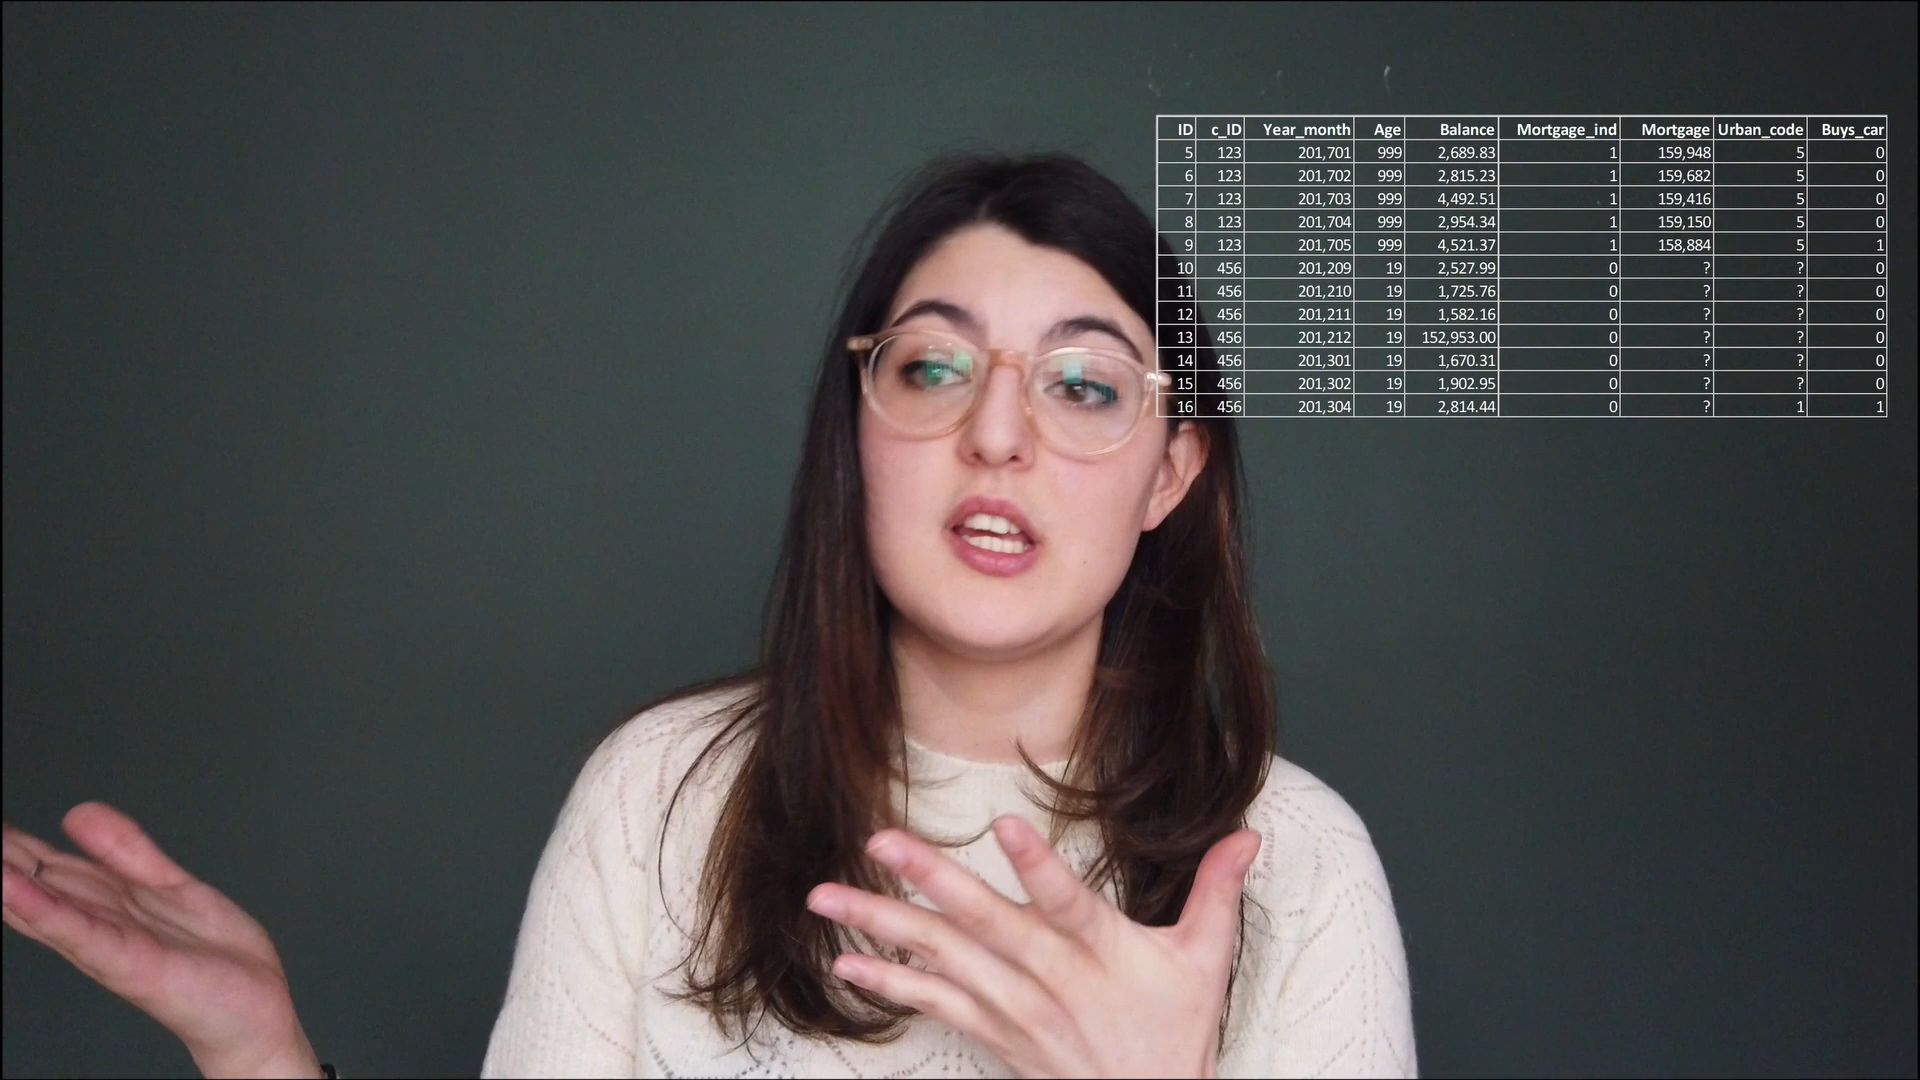 ID c_ID Year_month Age Balance Mortgage_ind Mortgage Urban_code Buys_car
5 123 201,701 999 2,689.83 1 159,948 5 0
6 123 201,702 999 2,815.23 1 159,682 5 0
7 123 201,703 999 4,492.51 1 159,416 5 0
8 123 201,704 999 2,954.34 1 159,150 5 0
9 123 201,705 999 4,521.37 1 158,884 5 1
10 456 201,209 19 2,527.99 0 ? ? 0
11 456 201,210 19 1,725.76 0 ? ? 0
12 456 201,211 19 1,582.16 0 ? ? 0
13 456 201,212 19 152,953.00 0 ? ? 0
14 456 201,301 19 1,670.31 0 ? ? 0
15 456 201,302 19 1,902.95 0 ? ? 0
16 456 201,304 19 2,814.44 0 ? 1 1